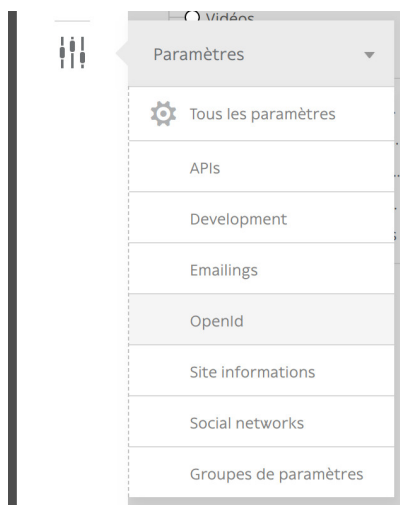 Vidéos
Paramètres
Tous les paramètres
APIs
Development
Emailings
OpenId
Site informations
Social networks
Groupes de paramètres